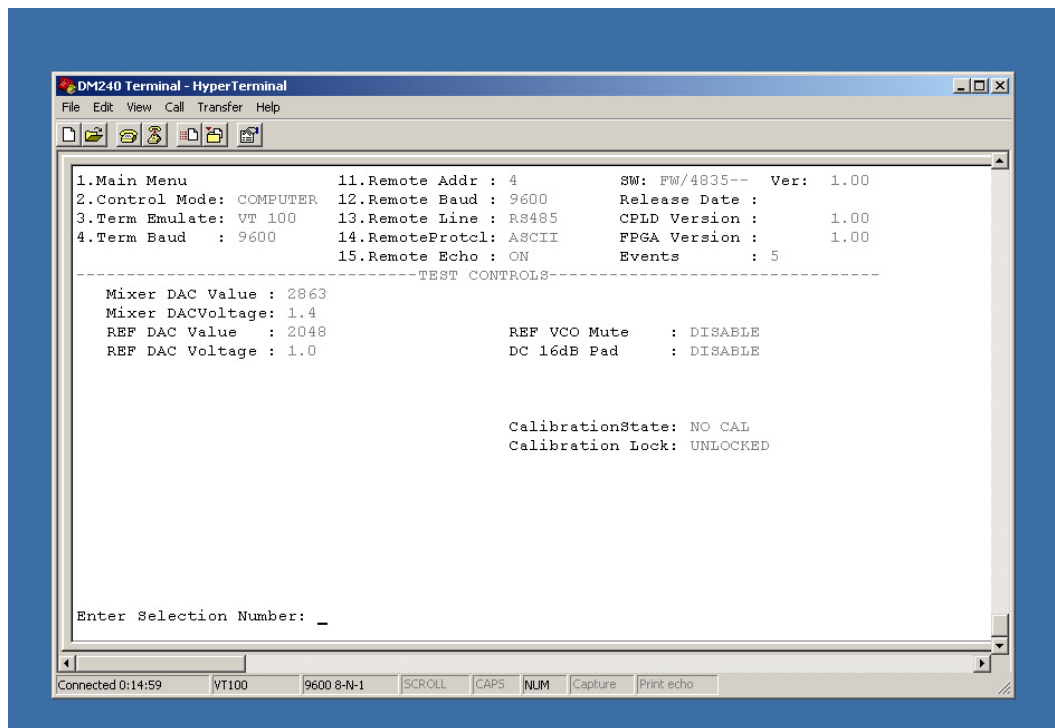 DM240 Terminal - HyperTerminal
File Edit View Call Transfer Help
1.Main Menu 11.Remote Addr : 4 SW: FW/4835-- Ver: 1.00
2.Control Mode: COMPUTER 12.Remote Baud : 9600 Release Date :
3.Term Emulate: VT 100 13.Remote Line : RS485 CPLD Version : 1.00
4.Term Baud : 9600 14.RemoteProtcl: ASCII FPGA Version : 1.00
15.Remote Echo : ON Events : 5
-----------------------------------TEST CONTROLS---------------------------------
Mixer DAC Value : 2863
Mixer DACVoltage: 1.4
REF DAC Value : 2048 REF VCO Mute : DISABLE
REF DAC Voltage : 1.0 DC 16dB Pad : DISABLE
CalibrationState: NO CAL
Calibration Lock: UNLOCKED
Enter Selection Number: _
Connected 0:14:59 VT100 9600 8-N-1 SCROLL CAPS NUM Capture Print echo